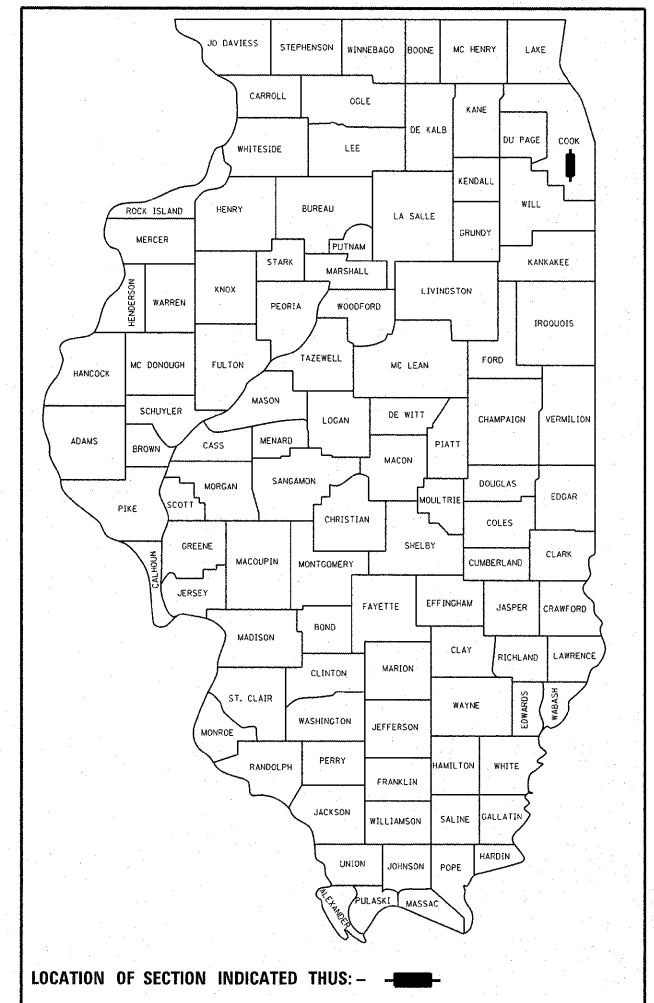 JO DAVIESS
STEPHENSON
WINNEBAGO
BOONE
MC HENRY
LAKE
CARROLL
OGLE
DE KALB
KANE
DU PAGE
COOK
WHITESIDE
LEE
KENDALL
WILL
ROCK ISLAND
HENRY
BUREAU
LA SALLE
GRUNDY
MERCER
PUTNAM
STARK
MARSHALL
KANKAKEE
HENDERSON
WARREN
KNOX
PEORIA
WOODFORD
LIVINGSTON
IROQUOIS
HANCOCK
MC DONOUGH
FULTON
TAZEWELL
MC LEAN
FORD
MASON
SCHUYLER
LOGAN
DE WITT
CHAMPAIGN
VERMILION
ADAMS
BROWN
CASS
MENARD
PIATT
MACON
SANGAMON
MORGAN
DOUGLAS
EDGAR
PIKE
SCOTT
CHRISTIAN
MOULTRIE
COLES
GREENE
MACOUPIN
MONTGOMERY
SHELBY
CUMBERLAND
CLARK
CALHOUN
JERSEY
FAYETTE
EFFINGHAM
JASPER
CRAWFORD
MADISON
BOND
CLAY
RICHLAND
LAWRENCE
MARION
CLINTON
ST. CLAIR
WAYNE
EDWARDS
WABASH
WASHINGTON
JEFFERSON
MONROE
RANDOLPH
PERRY
HAMILTON
WHITE
FRANKLIN
JACKSON
WILLIAMSON
SALINE
GALLATIN
UNION
JOHNSON
POPE
HARDIN
ALEXANDER
PULASKI
MASSAC
LOCATION OF SECTION INDICATED THUS: -